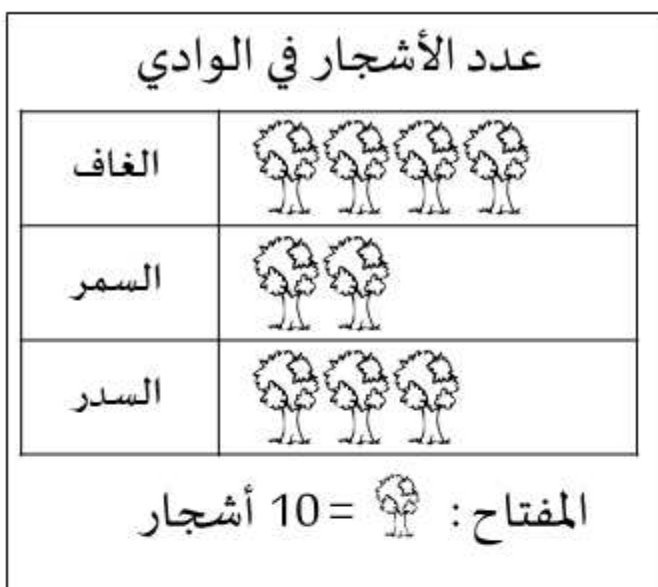 عدد الأشجار في الوادي
الغاف
السمر
السدر
المفتاح : = 10 أشجار